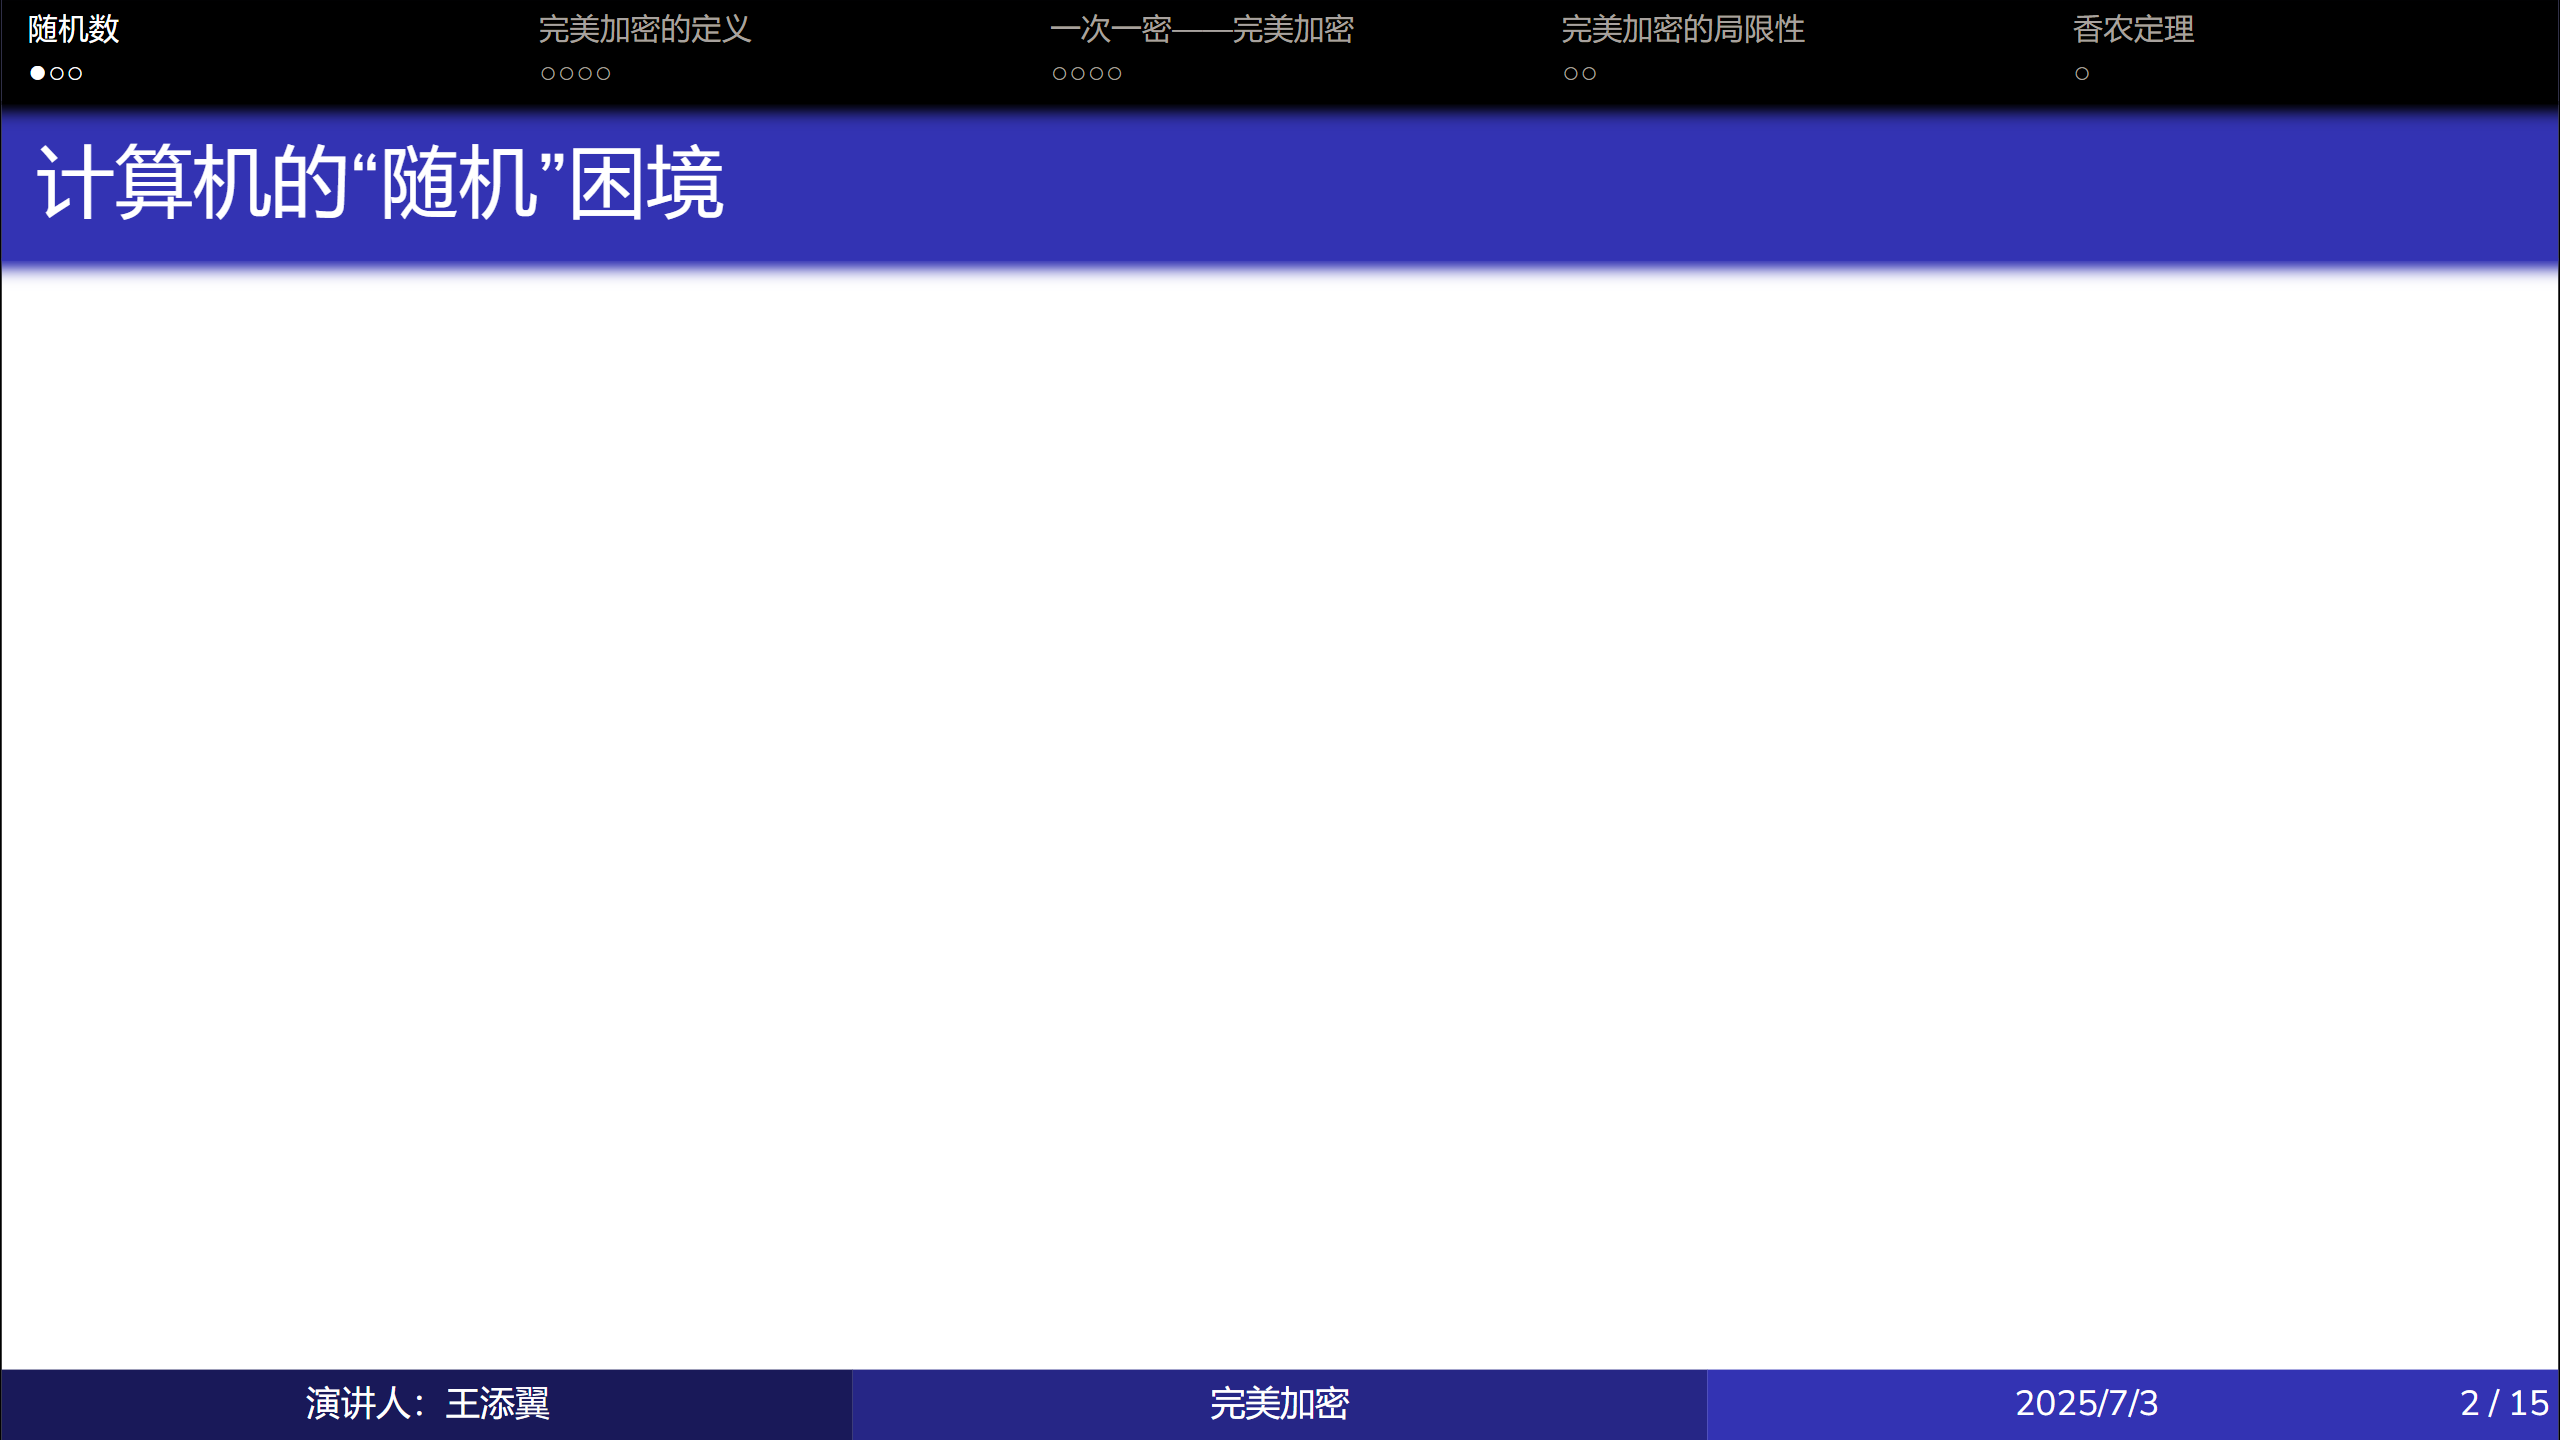 随机数
完美加密的定义
一次一密——完美加密
完美加密的局限性
香农定理
计算机的“随机”困境
演讲人：王添翼
完美加密
2025/7/3
2 / 15